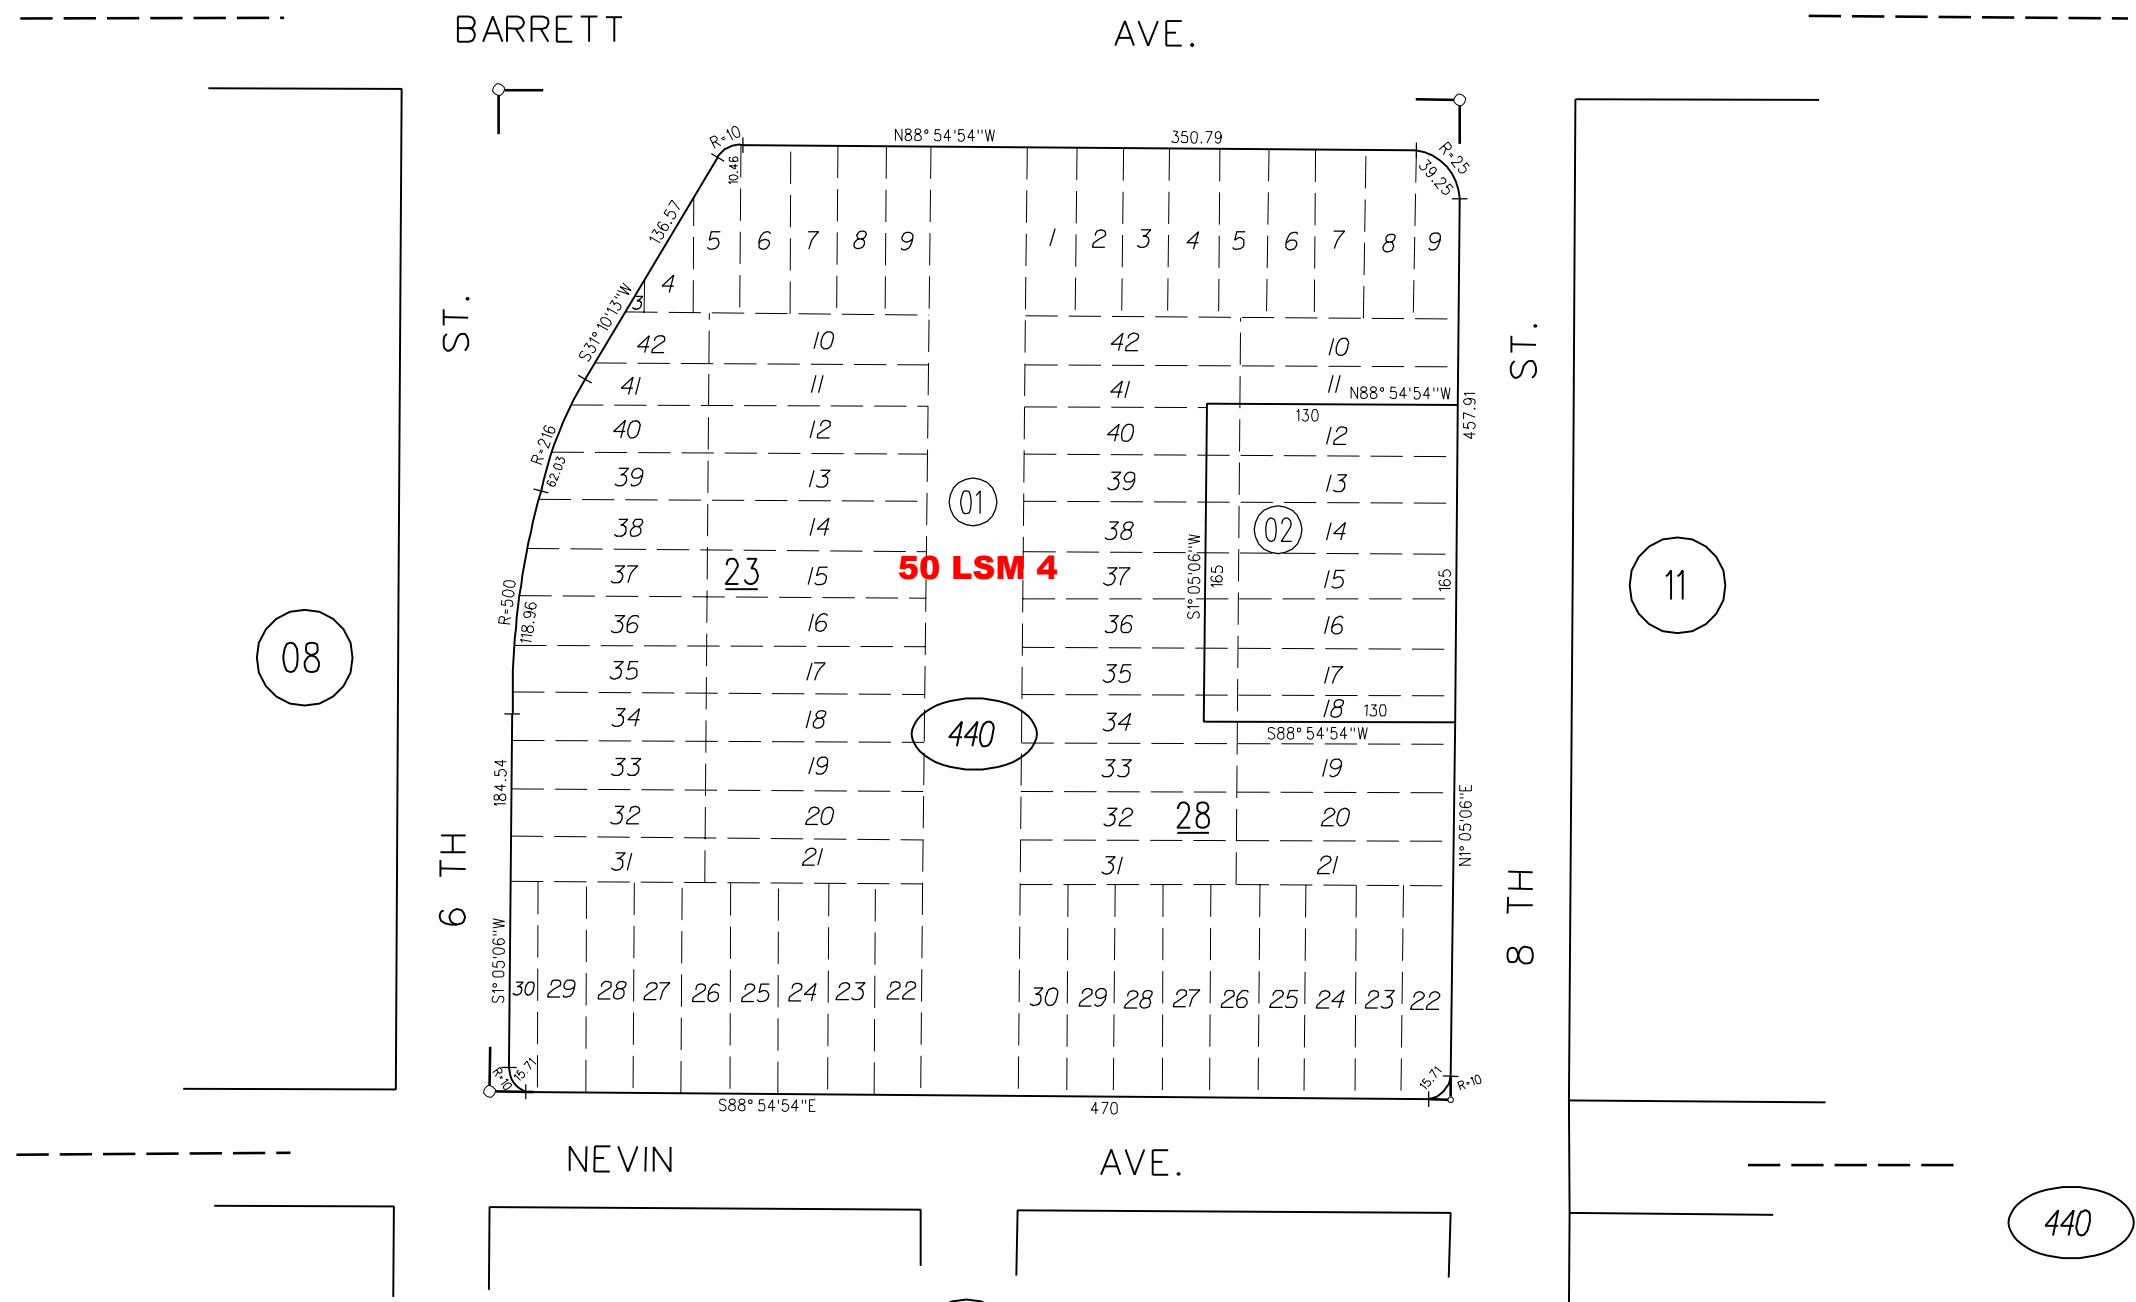 BARRETT AVE.
R=10
N88° 54'54"W
350.79
R=25
39.25
10.46
136.57
5 6 7 8 9
1 2 3 4 5 6 7 8 9
4
3
S31° 10'13"W
ST.
ST.
42 10 42 10
41 11 41 11
N88° 54'54"W
130
457.91
R=216
62.03
40 12 40 12
39 13 39 13
01
02
38 14 38 14
50 LSM 4
37 23 15 37 15
S1° 05'06"W
165
165
11
R=500
118.96
36 16 36 16
08
35 17 35 17
34 18 34 18
130
440
S88° 54'54"W
184.54
33 19 33 19
32 20 32 28 20
N1° 05'06"E
31 21 31 21
6 TH
8 TH
S1° 05'06"W
30 29 28 27 26 25 24 23 22
30 29 28 27 26 25 24 23 22
R=10
15.71
15.71
R=10
S88° 54'54"E
470
NEVIN AVE.
440